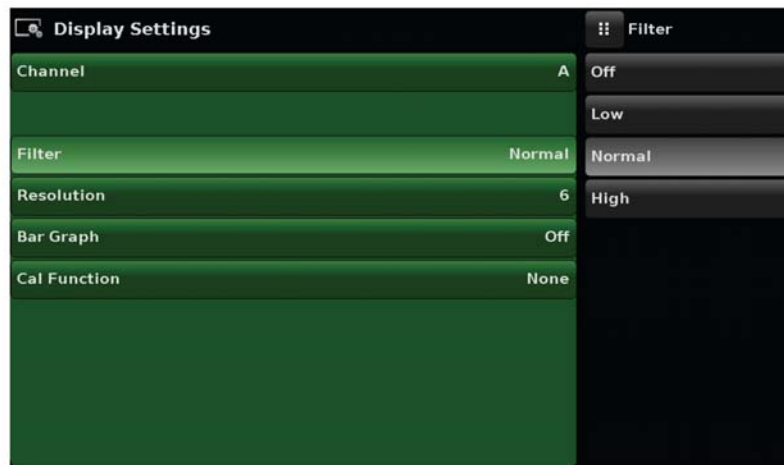 Display Settings
Channel A
Filter Normal
Resolution 6
Bar Graph Off
Cal Function None
Filter
Off
Low
Normal
High